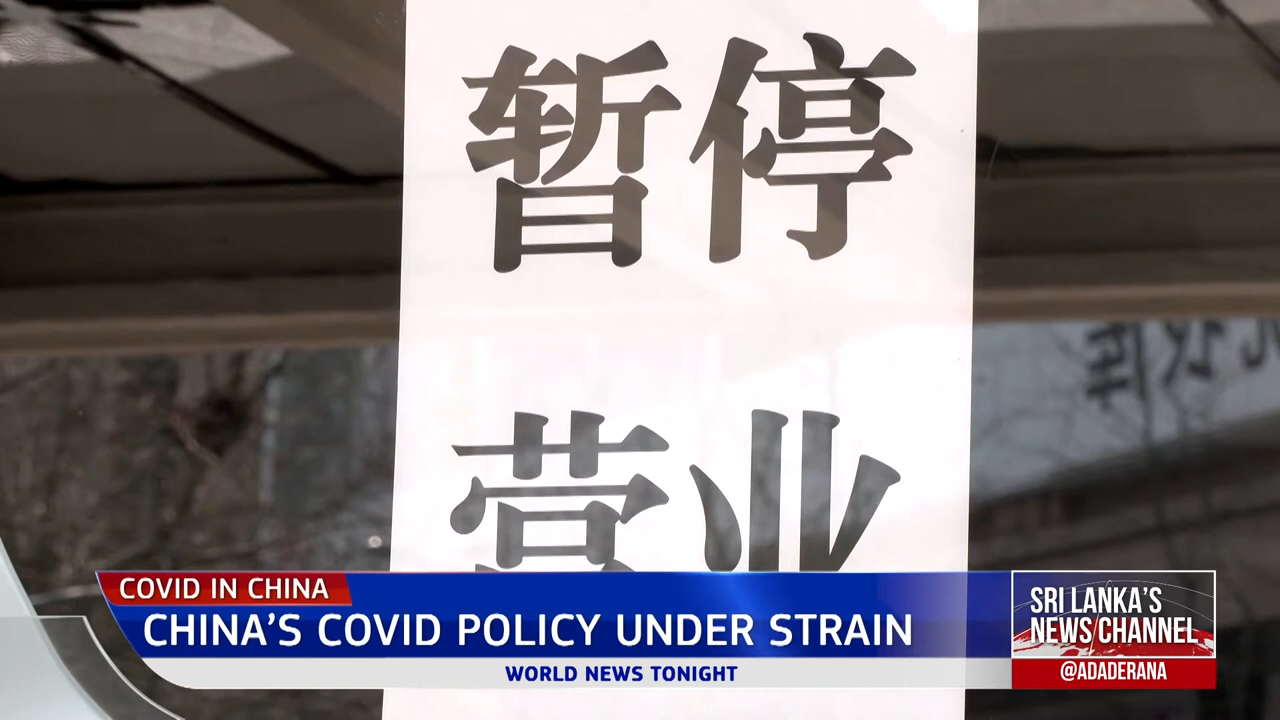 暂停
营业
COVID IN CHINA
CHINA'S COVID POLICY UNDER STRAIN
WORLD NEWS TONIGHT
SRI LANKA'S
NEWS CHANNEL
@ADADERANA